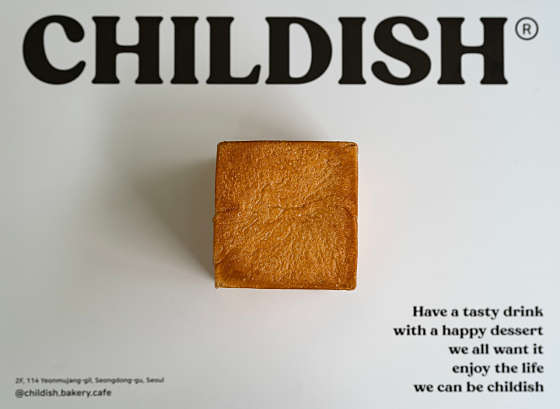 CHILDISH®
Have a tasty drink
with a happy dessert
we all want it
enjoy the life
we can be childish
2F, 114 Yeonmujang-gil, Seongdong-gu, Seoul
@childish.bakery.cafe